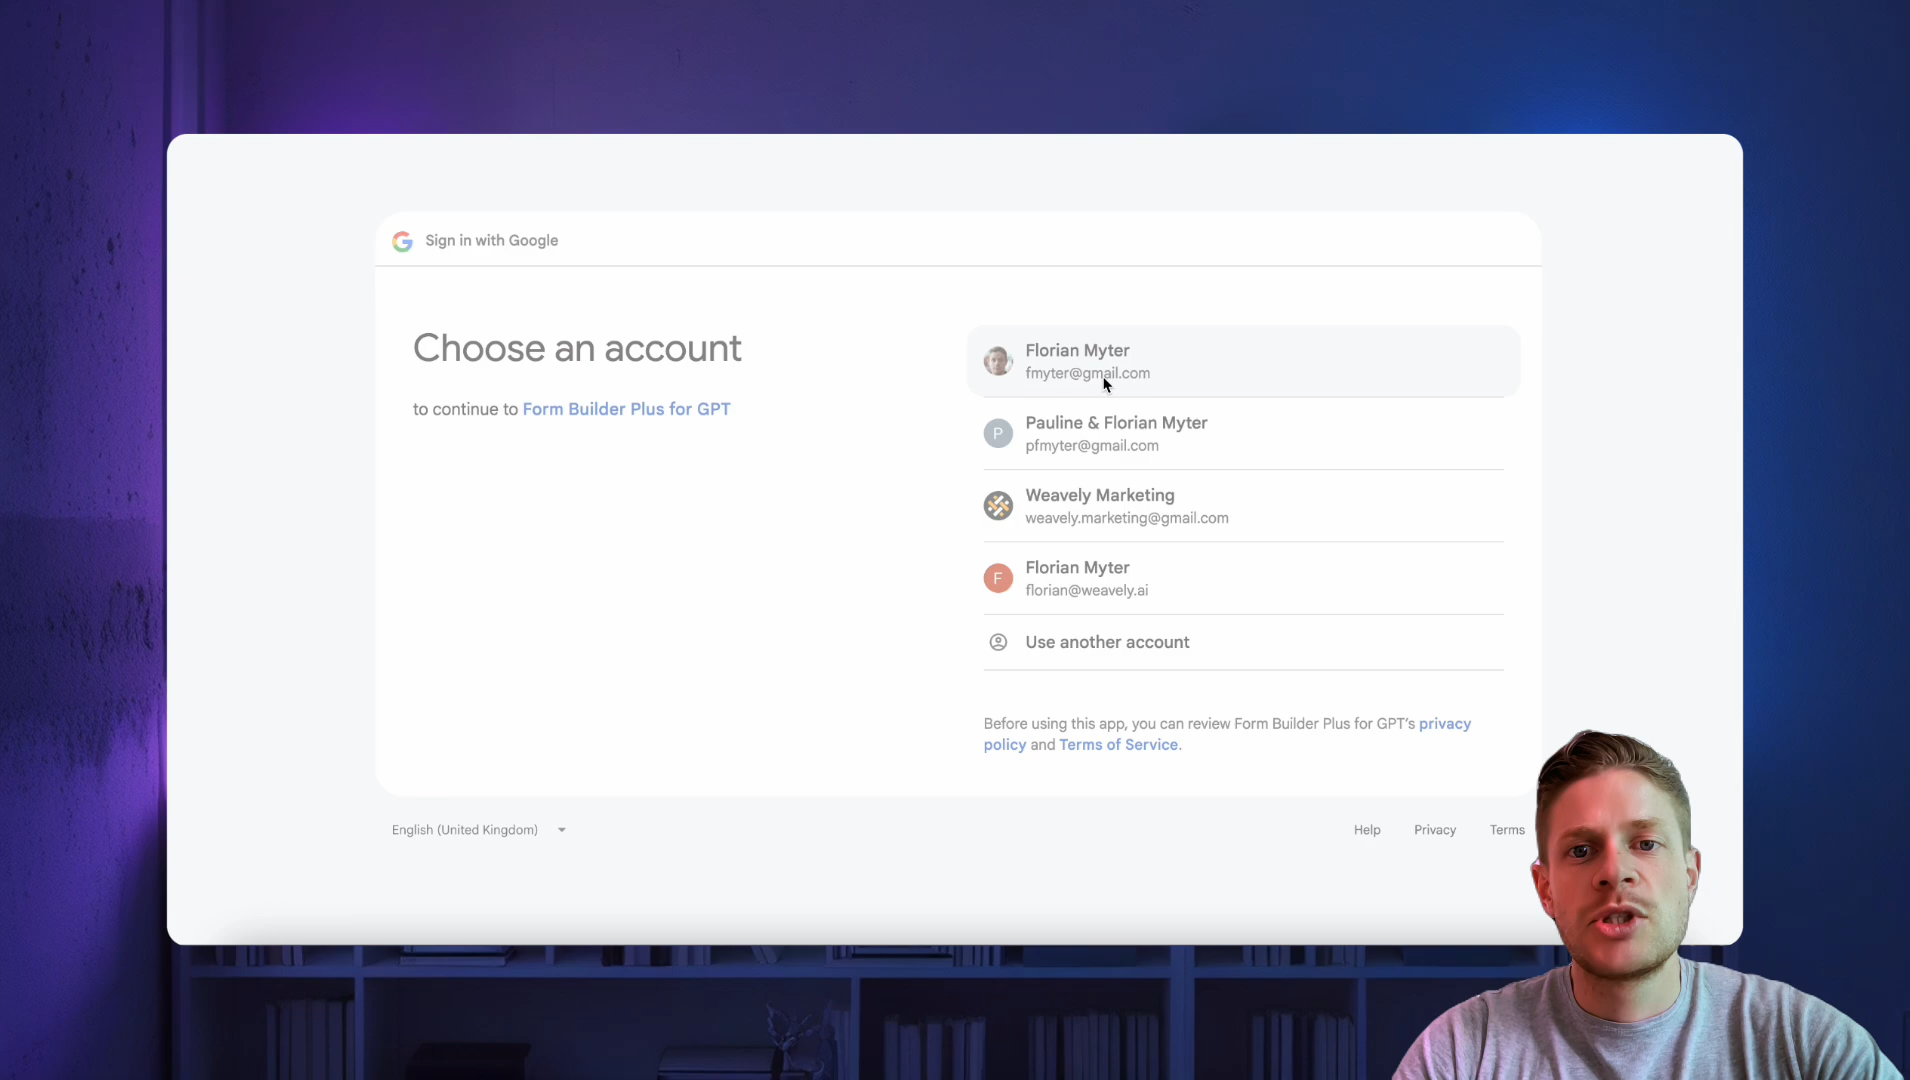 Sign in with Google
Choose an account
to continue to Form Builder Plus for GPT
Florian Myter
fmyter@gmail.com
P
Pauline & Florian Myter
pfmyter@gmail.com
Weavely Marketing
weavely.marketing@gmail.com
F
Florian Myter
florian@weavely.ai
Use another account
Before using this app, you can review Form Builder Plus for GPT's privacy
policy and Terms of Service.
English (United Kingdom)
Help
Privacy
Terms